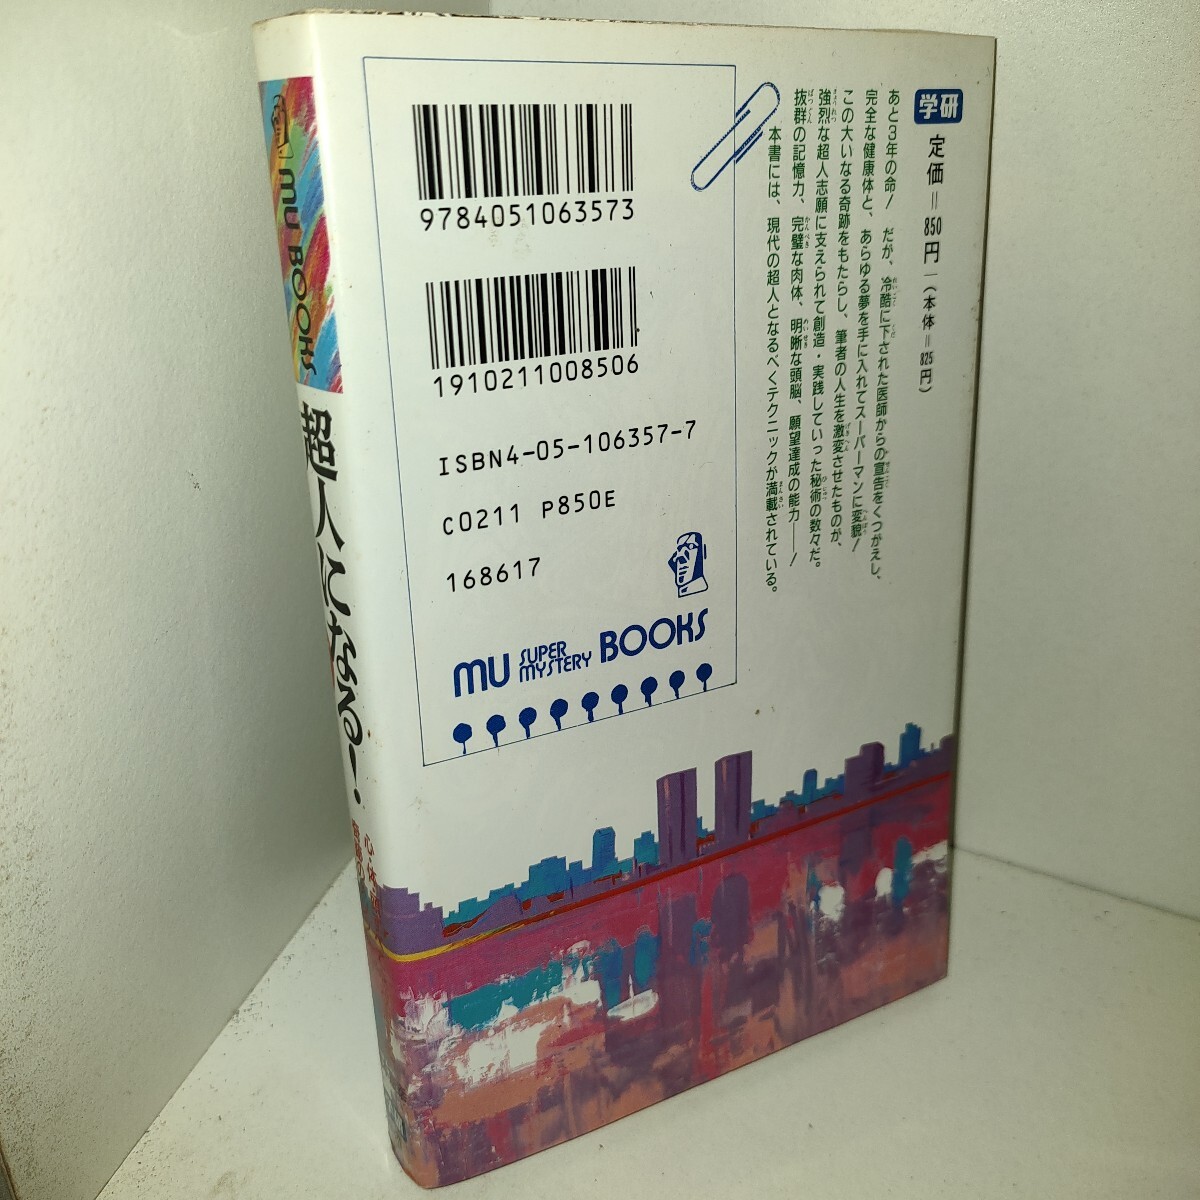 学研
定価＝850円―(本体＝825円)
あと3年の命! だが、冷酷に下された医師からの宣告をくつがえし、
完全な健康体と、あらゆる夢を手に入れてスーパーマンに変貌!
この大いなる奇跡をもたらし、筆者の人生を激変させたものが、
強烈な超人志願に支えられて創造・実践していった秘術の数々だ。
抜群の記憶力、完璧な肉体、明晰な頭脳、願望達成の能力――!
本書には、現代の超人となるべくテクニックが満載されている。
9784051063573
1910211008506
ISBN4-05-106357-7
C0211 P850E
168617
MU SUPER MYSTERY BOOKS
MU BOOKS
超人になる!